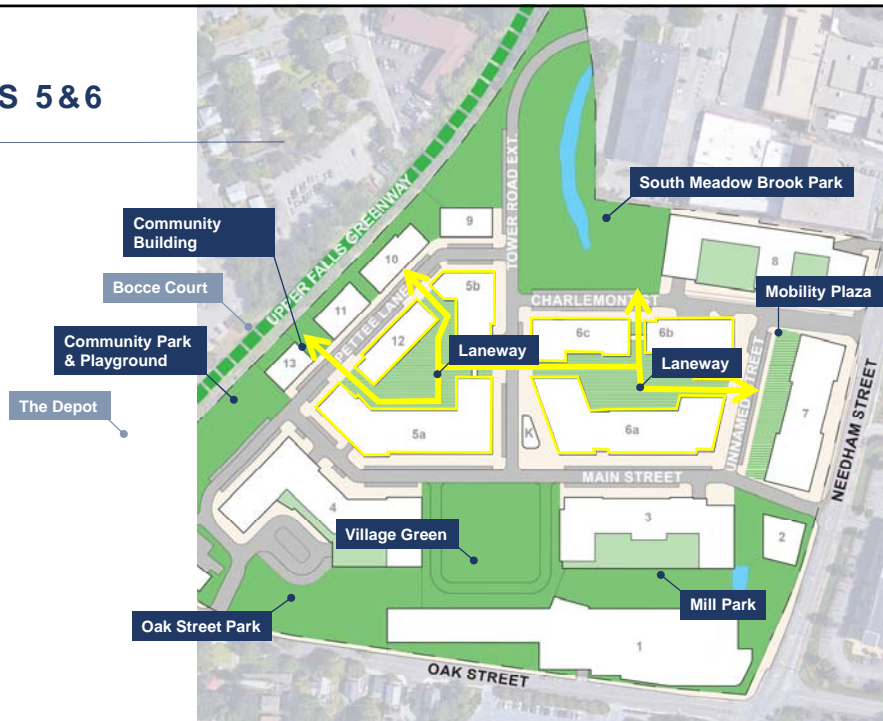 S 5&6
South Meadow Brook Park
Community
Building
UPPER FALLS GREENWAY
TOWER ROAD EXT.
9
10
8
Bocce Court
5b
Mobility Plaza
11
PETTEE LANE
CHARLEMONT ST
6c
6b
Community Park
& Playground
13
12
Laneway
Laneway
UNNAMED STREET
The Depot
5a
K
6a
7
NEEDHAM STREET
MAIN STREET
4
3
2
Village Green
Mill Park
Oak Street Park
1
OAK STREET